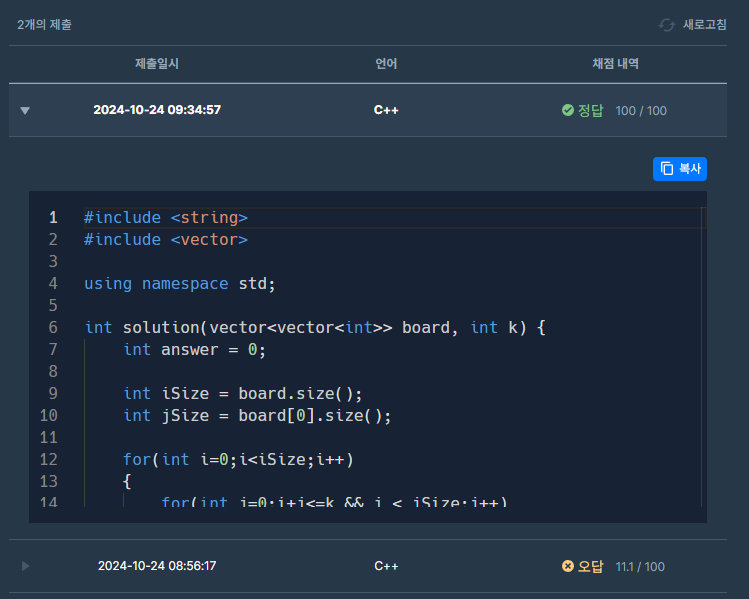 2개의 제출 새로고침
제출일시 언어 채점 내역
2024-10-24 09:34:57 C++ 정답 100 / 100
복사
1 #include <string>
2 #include <vector>
3
4 using namespace std;
5
6 int solution(vector<vector<int>> board, int k) {
7 int answer = 0;
8
9 int iSize = board.size();
10 int jSize = board[0].size();
11
12 for(int i=0;i<iSize;i++)
13 {
14 for(int j=0;i+j<=k && j < jSize;j++)
2024-10-24 08:56:17 C++ 오답 11.1 / 100